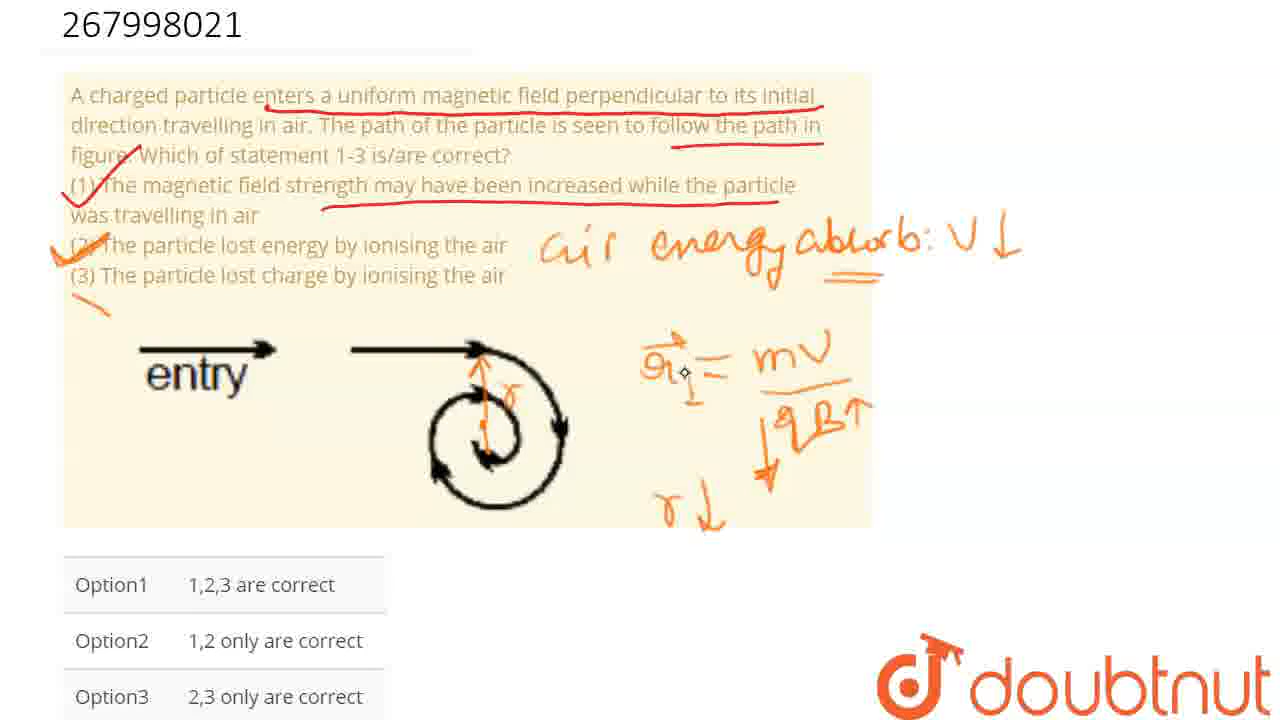 267998021
A charged particle enters a uniform magnetic field perpendicular to its initial
direction travelling in air. The path of the particle is seen to follow the path in
figure. Which of statement 1-3 is/are correct?
(1) The magnetic field strength may have been increased while the particle
was travelling in air
(2) The particle lost energy by ionising the air
(3) The particle lost charge by ionising the air
air energy absorb: V ↓
entry
r
r = mv
qB↑
r ↓
Option1 1,2,3 are correct
Option2 1,2 only are correct
Option3 2,3 only are correct
doubtnut